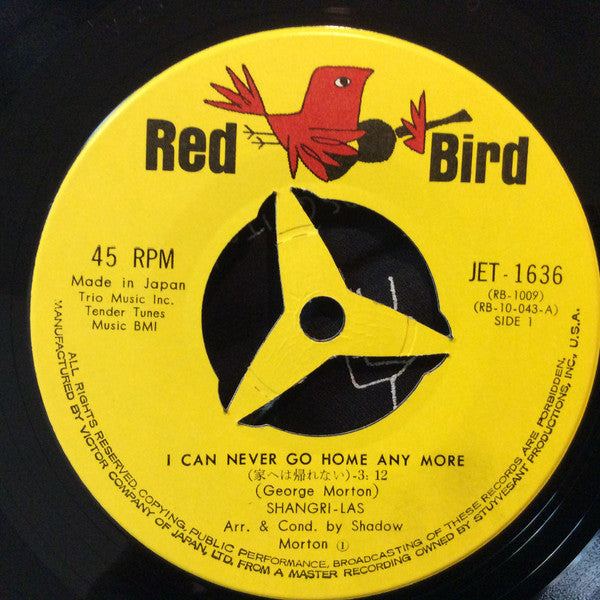 Red Bird
45 RPM
Made in Japan
Trio Music Inc.
Tender Tunes
Music BMI
JET-1636
(RB-1009)
(RB-10-043-A)
SIDE 1
I CAN NEVER GO HOME ANY MORE
(家へは帰れない)-3:12
(George Morton)
SHANGRI-LAS
Arr. & Cond. by Shadow
Morton ①
ALL RIGHTS RESERVED, COPYING, PUBLIC PERFORMANCE, BROADCASTING OF THESE RECORDS ARE FORBIDDEN.
MANUFACTURED BY VICTOR COMPANY OF JAPAN, LTD. FROM A MASTER RECORDING OWNED BY STUYVESANT PRODUCTIONS, INC., U.S.A.